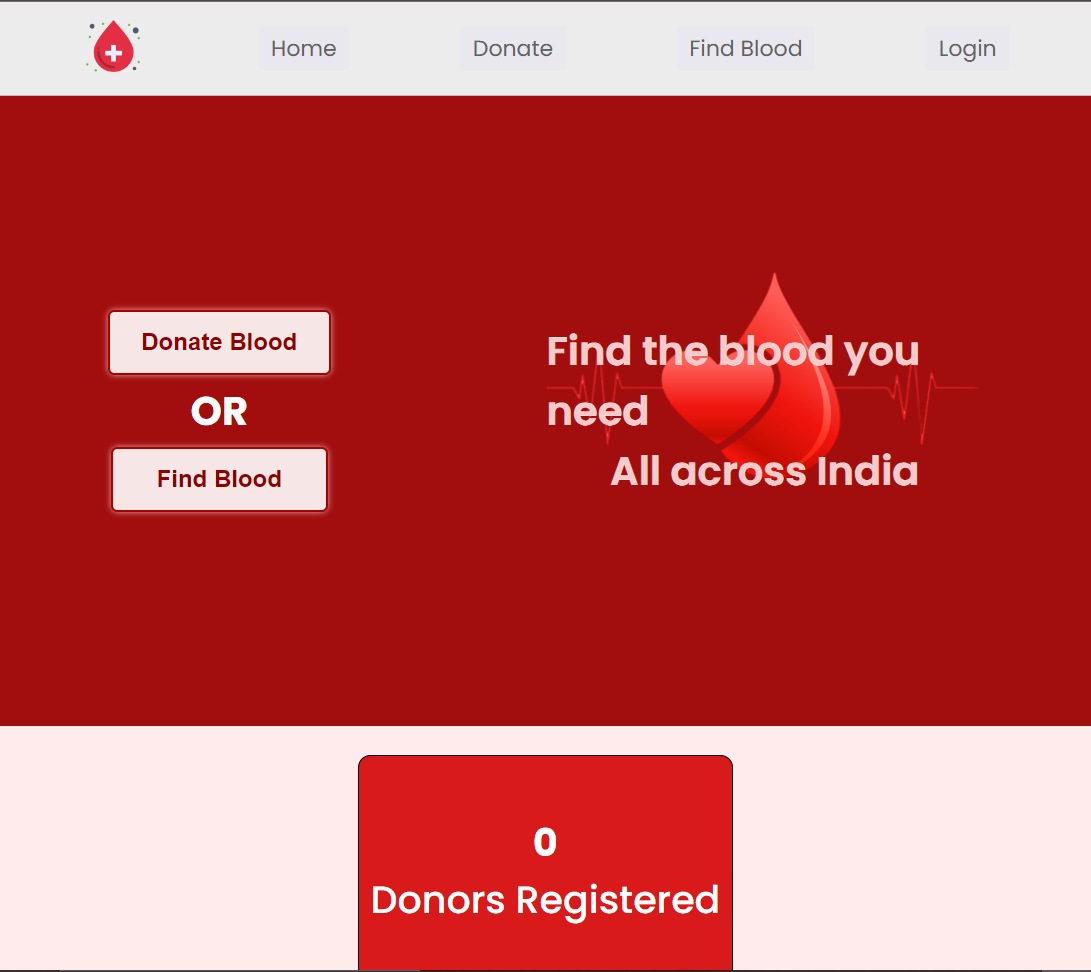 Home
Donate
Find Blood
Login
Donate Blood
OR
Find Blood
Find the blood you
need
All across India
0
Donors Registered